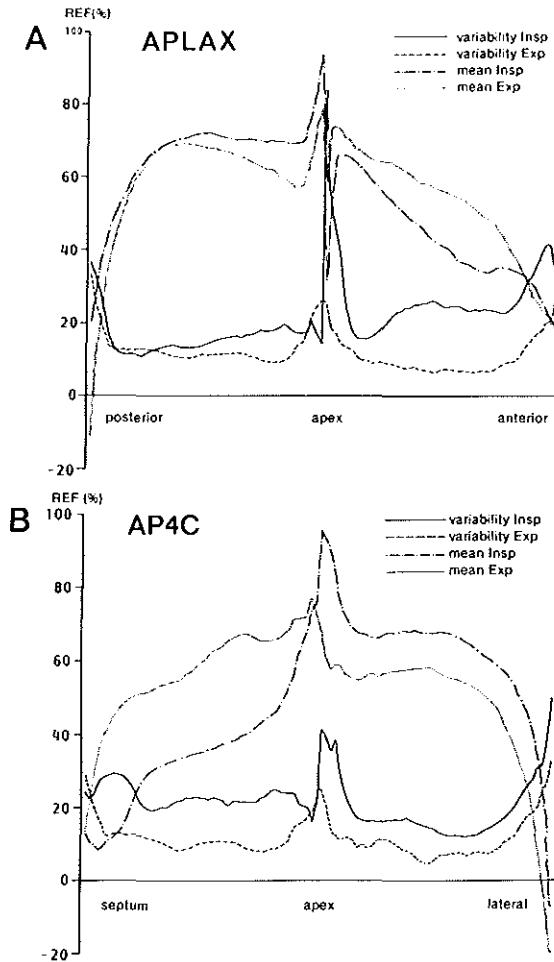 REF(%)
A APLAX
100
80
60
40
20
0
-20
variability Insp
variability Exp
mean Insp
mean Exp
posterior apex anterior
REF (%)
B AP4C
100
80
60
40
20
0
-20
variability Insp
variability Exp
mean Insp
mean Exp
septum apex lateral